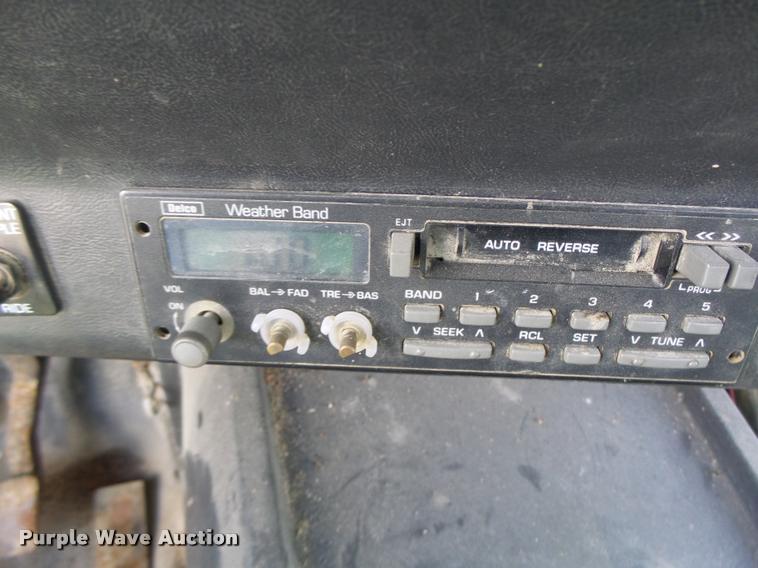 Delco Weather Band
EJT
AUTO REVERSE
<< >>
PROG
VOL
BAL → FAD TRE → BAS
BAND 1 2 3 4 5
ON
V SEEK Λ RCL SET V TUNE Λ
RIDE
Purple Wave Auction